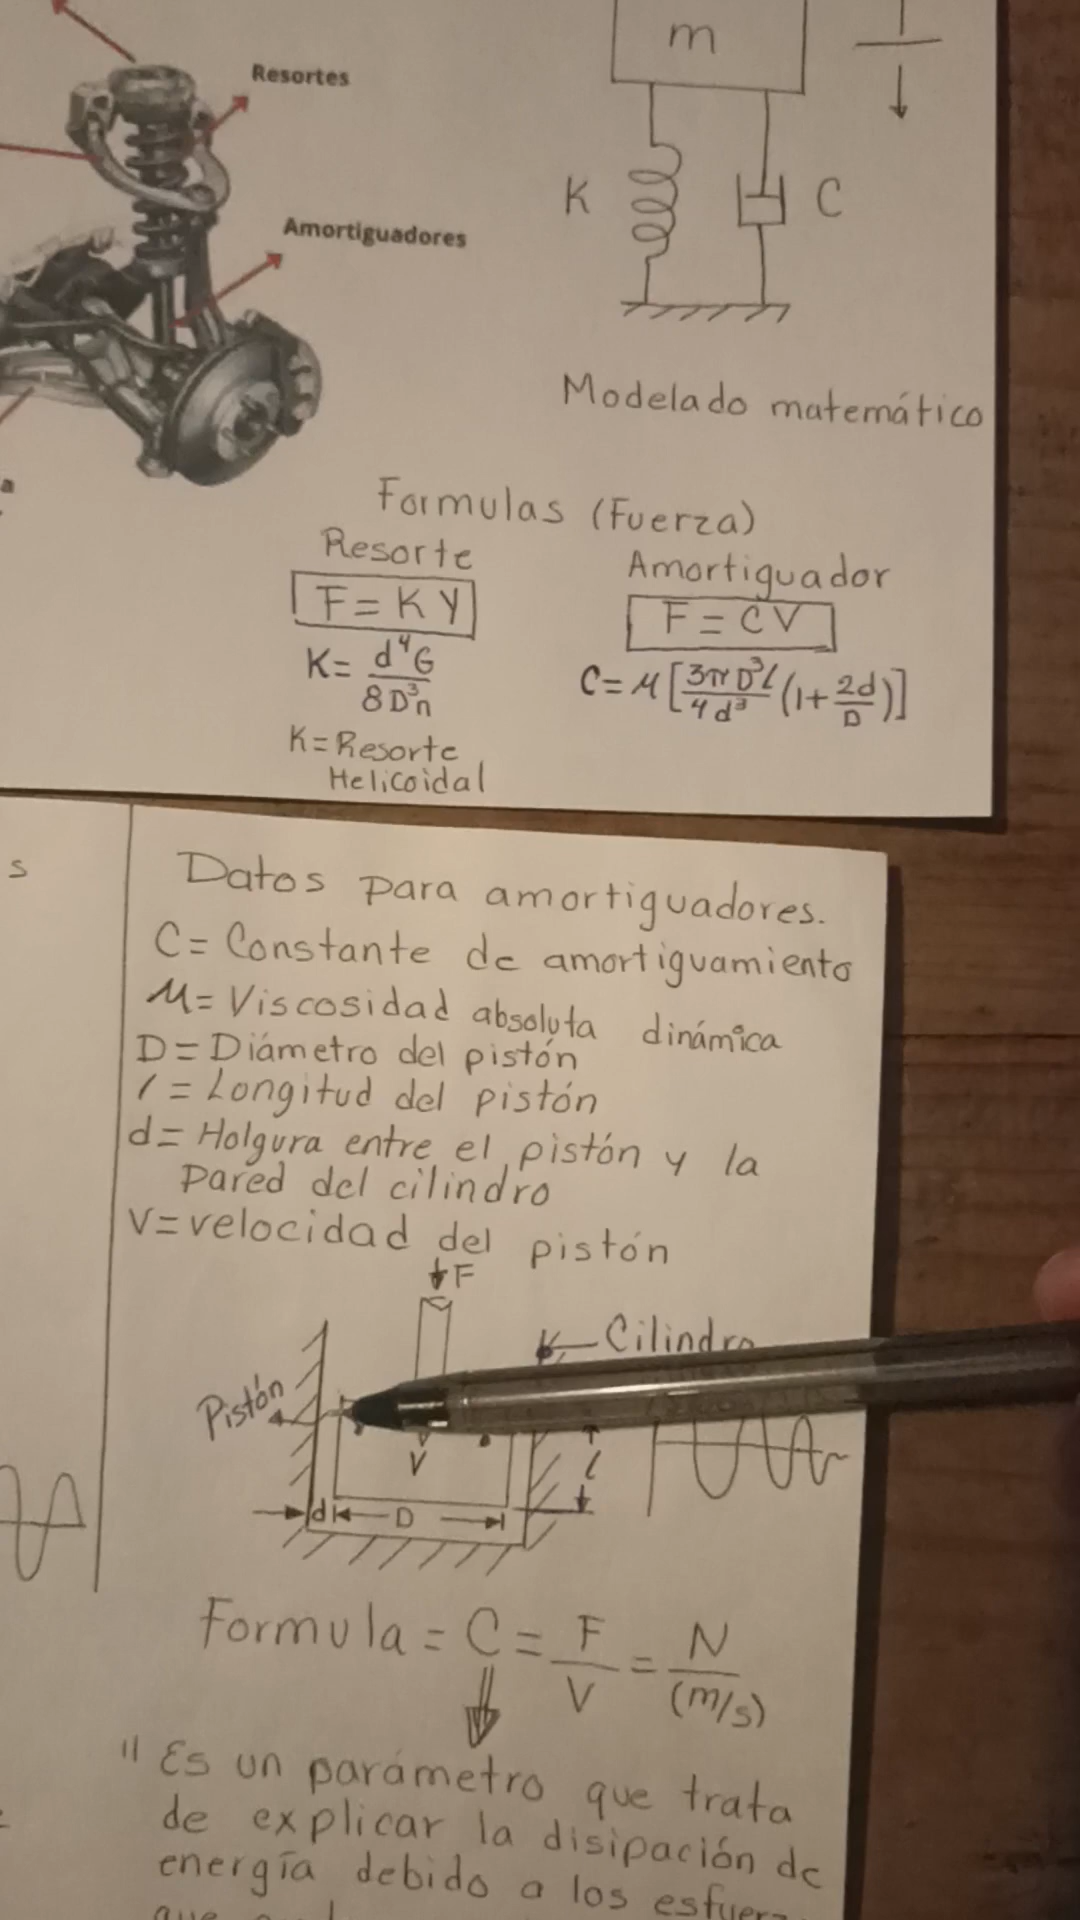 m
Resortes
K
C
Amortiguadores
Modelado matemático
a
Formulas (Fuerza)
Resorte
F = K Y
K = d⁴G / 8D³n
K = Resorte
Helicoidal
Amortiguador
F = CV
C = μ[3πD³l / 4d³ (1 + 2d/D)]
s
Datos para amortiguadores.
C = Constante de amortiguamiento
μ = Viscosidad absoluta dinámica
D = Diámetro del pistón
l = Longitud del pistón
d = Holgura entre el pistón y la
pared del cilindro
V = velocidad del pistón
F
Cilindro
Pistón
V
l
d
D
Formula = C = F/V = N/(m/s)
" Es un parámetro que trata
de explicar la disipación de
energía debido a los